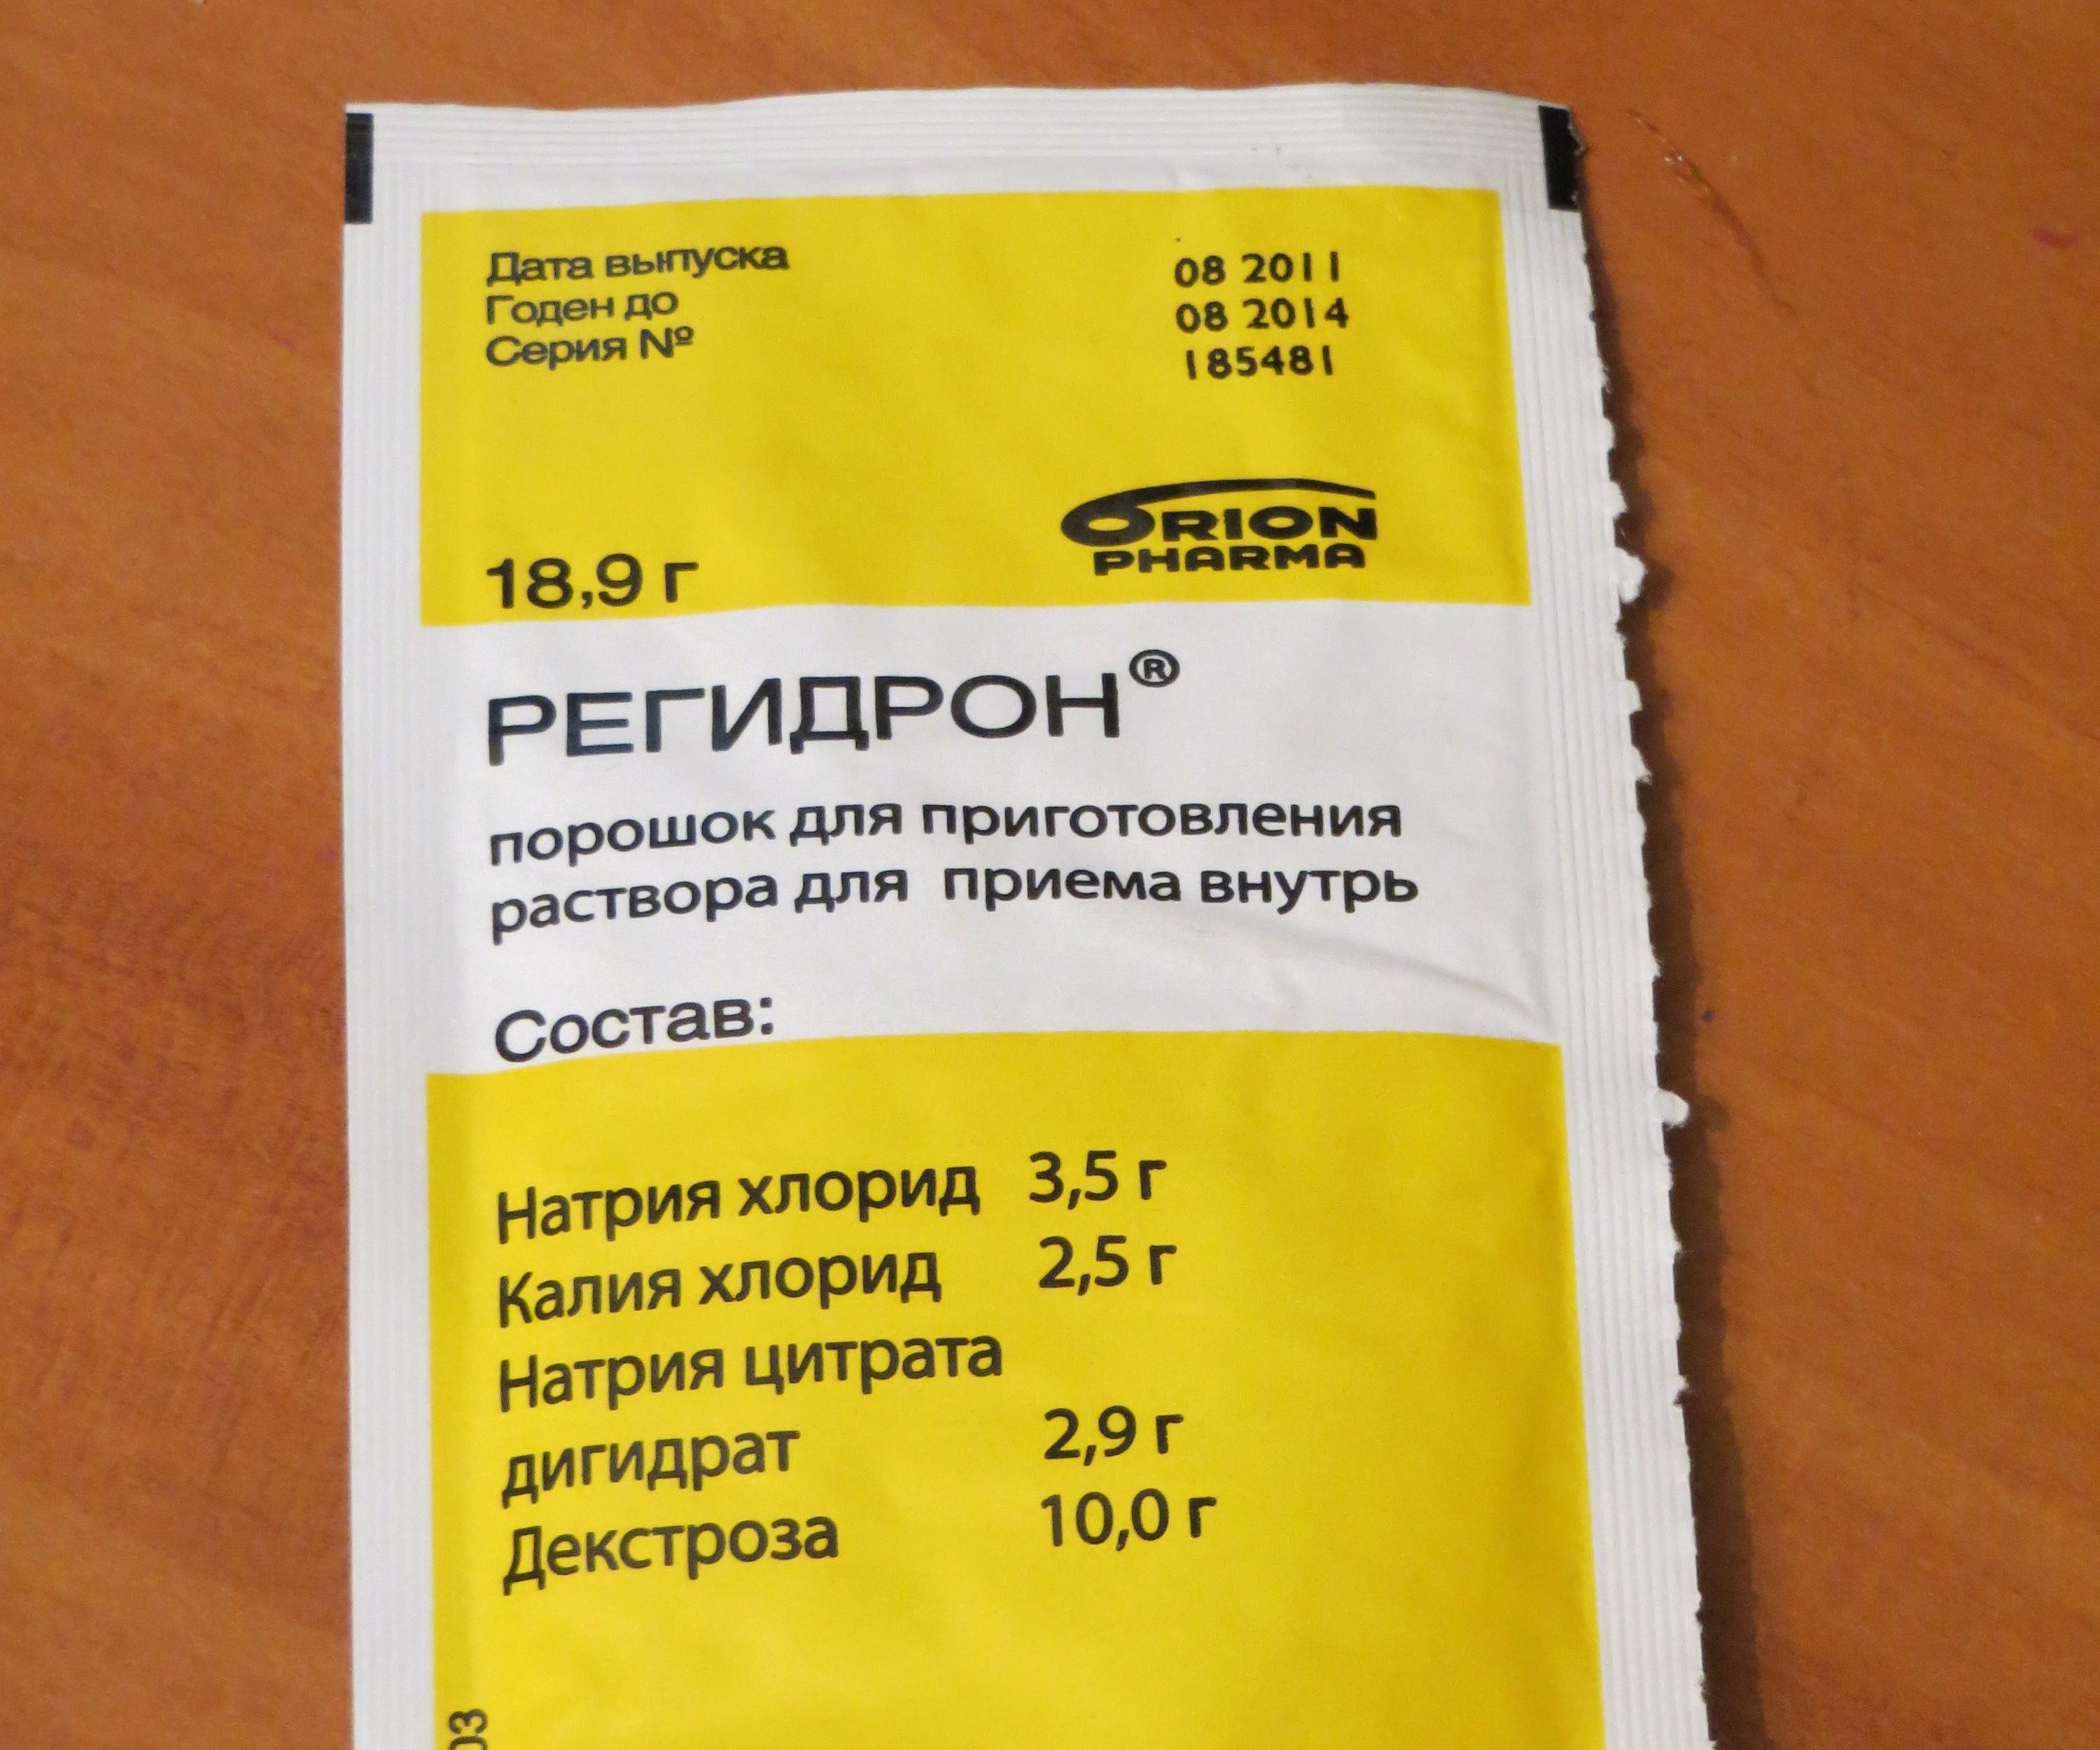 Дата выпуска 08 2011
Годен до 08 2014
Серия № 185481
ORION
PHARMA
18,9 г
РЕГИДРОН®
порошок для приготовления
раствора для приема внутрь
Состав:
Натрия хлорид 3,5 г
Калия хлорид 2,5 г
Натрия цитрата
дигидрат 2,9 г
Декстроза 10,0 г
03